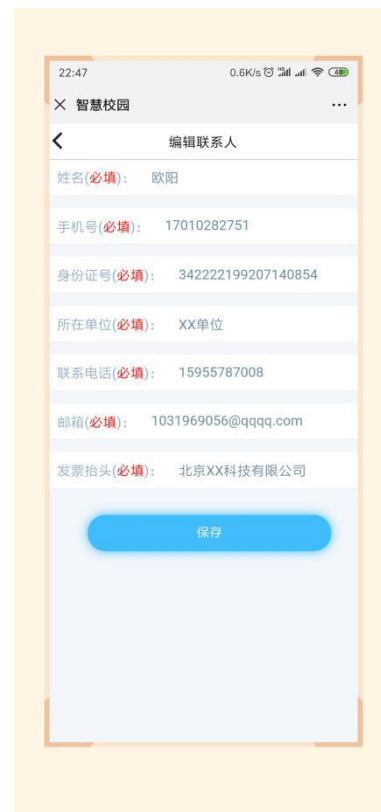 22:47
0.6K/s
48
智慧校园
编辑联系人
姓名(必填): 欧阳
手机号(必填): 17010282751
身份证号(必填): 342222199207140854
所在单位(必填): XX单位
联系电话(必填): 15955787008
邮箱(必填): 1031969056@qqqq.com
发票抬头(必填): 北京XX科技有限公司
保存